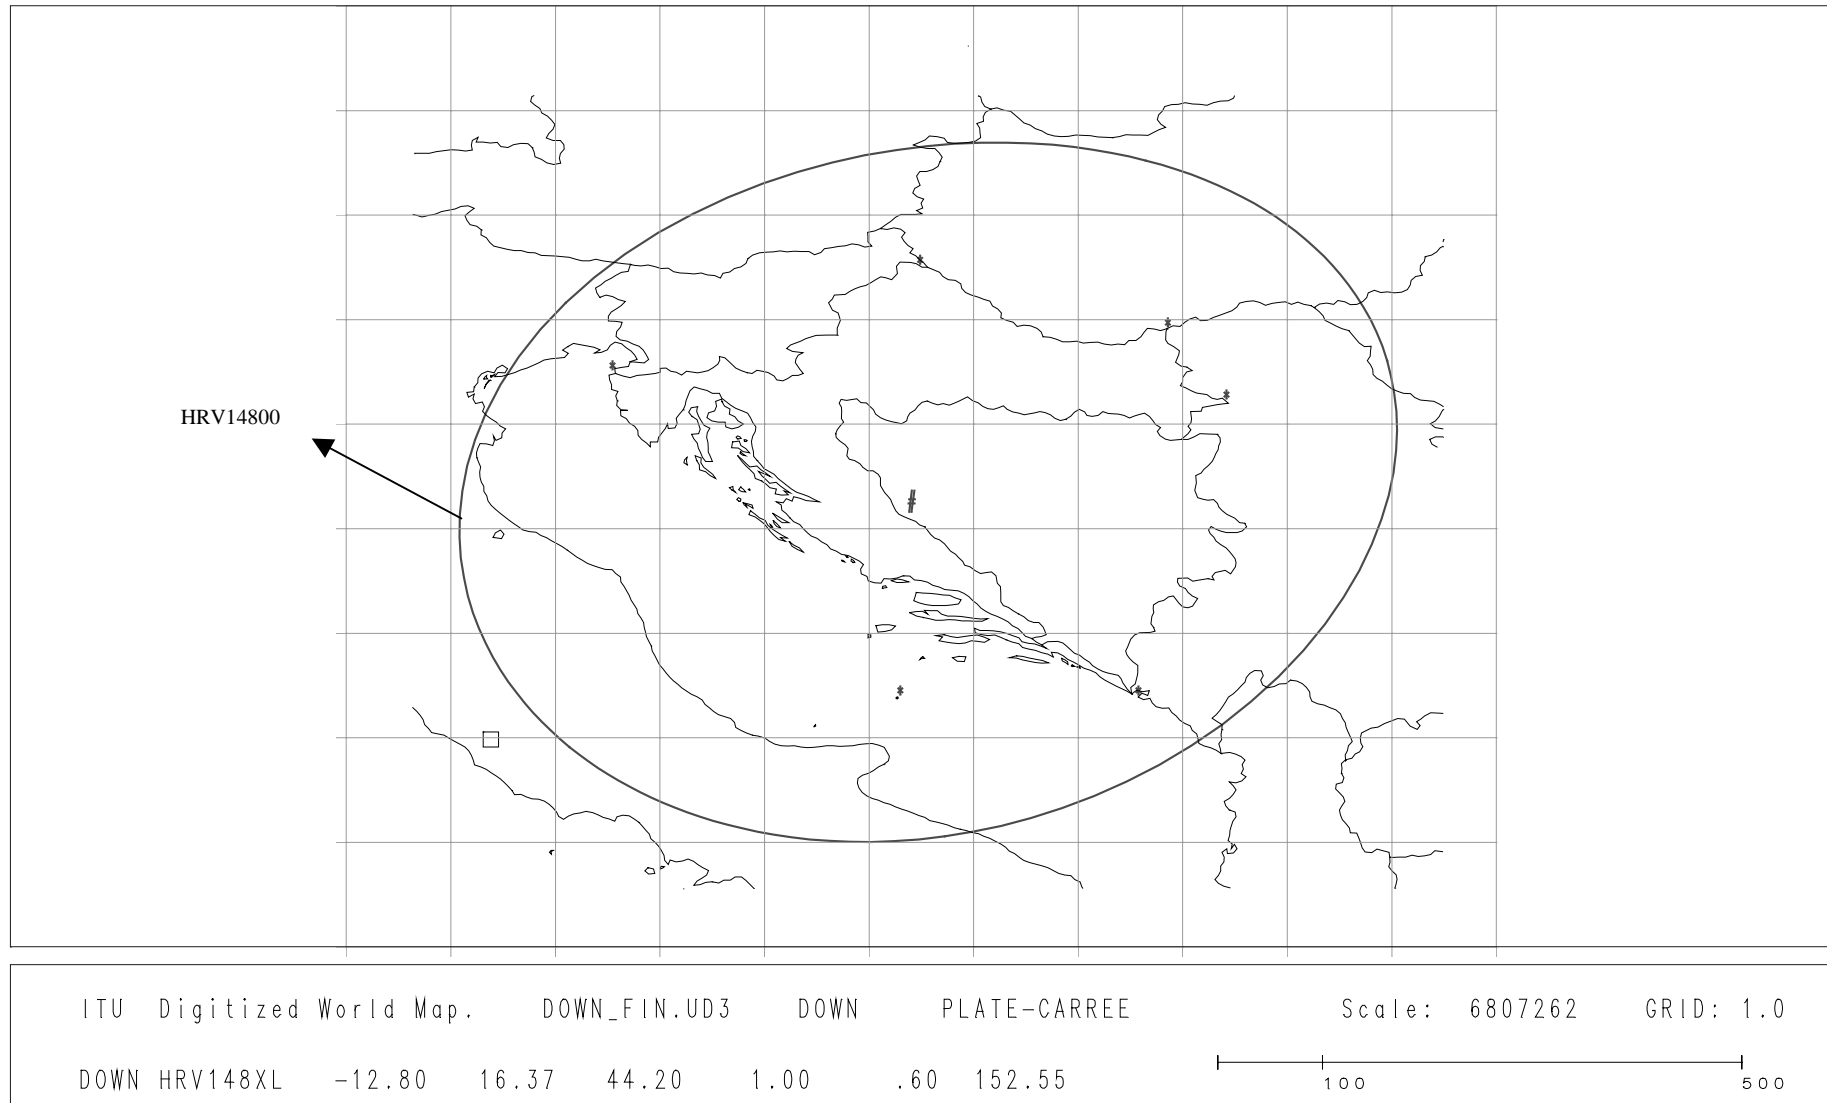 HRV14800
ITU Digitized World Map. DOWN_FIN.UD3 DOWN PLATE-CARREE Scale: 6807262 GRID: 1.0
DOWN HRV148XL -12.80 16.37 44.20 1.00 .60 152.55 100 500